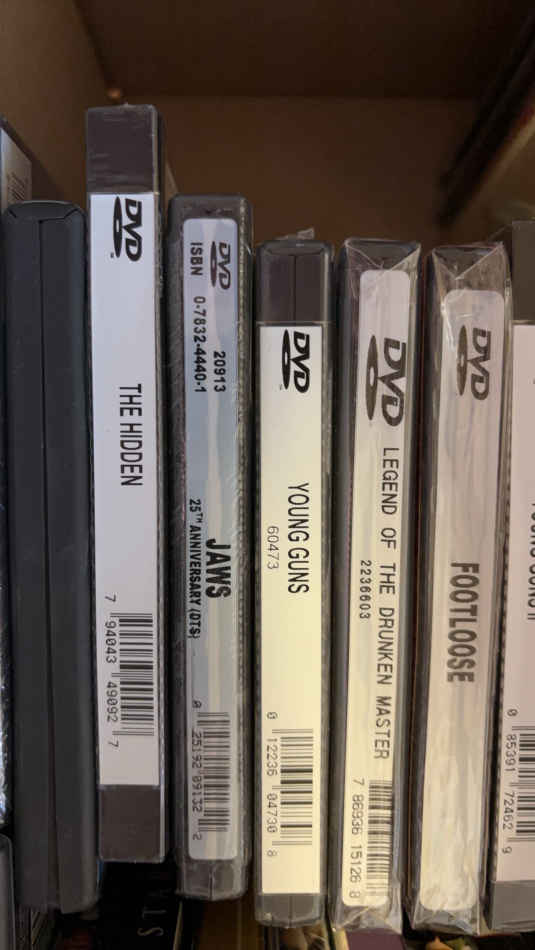 DVD
THE HIDDEN
7 94043 49092 7
DVD
ISBN 0-7832-4440-1
20913
JAWS
25TH ANNIVERSARY (DTS)
0 25192 09132 2
DVD
YOUNG GUNS
60473
0 12236 04730 8
DVD
LEGEND OF THE DRUNKEN MASTER
2236603
7 86936 15126 8
DVD
FOOTLOOSE
0 85391 72462 9